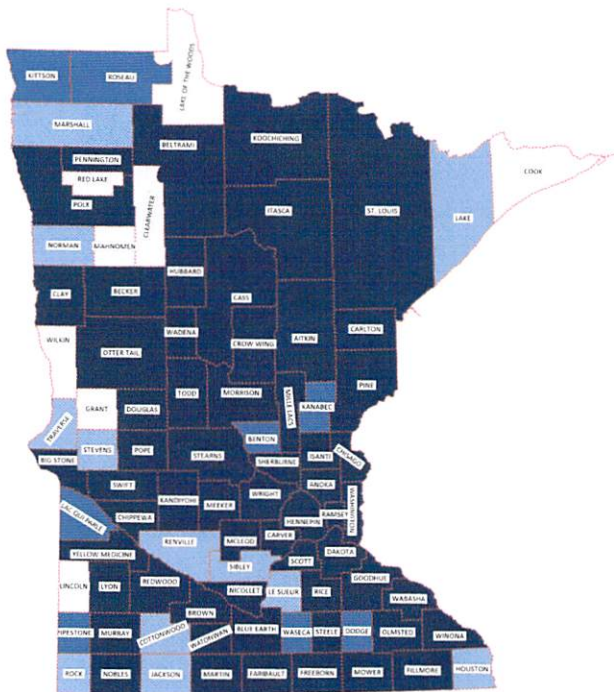 KITTSON
ROSEAU
LAKE OF THE WOODS
MARSHALL
BELTRAMI
KOOCHICHING
PENNINGTON
RED LAKE
POLK
CLEARWATER
ITASCA
ST. LOUIS
LAKE
COOK
NORMAN
MAHNOMEN
HUBBARD
CASS
CLAY
BECKER
WADENA
CROW WING
AITKIN
CARLTON
WILKIN
OTTER TAIL
TODD
MORRISON
MILLE LACS
KANABEC
PINE
TRAVERSE
GRANT
DOUGLAS
BENTON
STEVENS
POPE
STEARNS
SHERBURNE
ISANTI
CHISAGO
BIG STONE
SWIFT
KANDIYOHI
MEEKER
WRIGHT
ANOKA
WASHINGTON
LAC QUI PARLE
CHIPPEWA
HENNEPIN
RAMSEY
RENVILLE
MCLEOD
CARVER
YELLOW MEDICINE
SIBLEY
SCOTT
DAKOTA
LINCOLN
LYON
REDWOOD
NICOLLET
LE SUEUR
RICE
GOODHUE
WABASHA
BROWN
PIPESTONE
MURRAY
COTTONWOOD
WATONWAN
BLUE EARTH
WASECA
STEELE
DODGE
OLMSTED
WINONA
ROCK
NOBLES
JACKSON
MARTIN
FARIBAULT
FREEBORN
MOWER
FILLMORE
HOUSTON